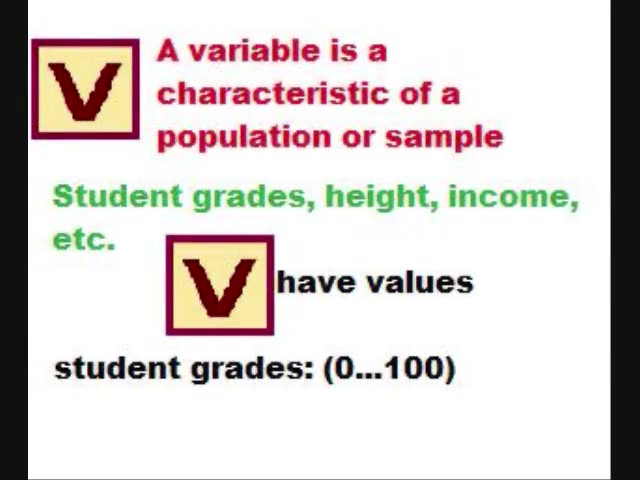 V A variable is a
characteristic of a
population or sample
Student grades, height, income,
etc.
V have values
student grades: (0...100)